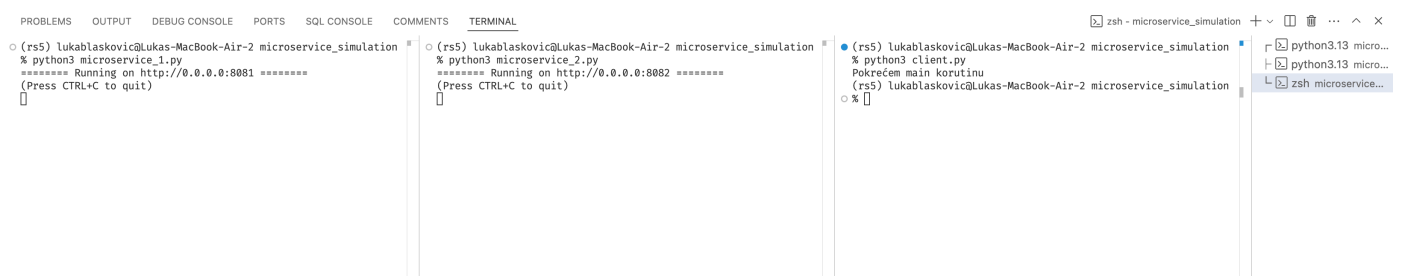 PROBLEMS OUTPUT DEBUG CONSOLE PORTS SQL CONSOLE COMMENTS TERMINAL
zsh - microservice_simulation
(rs5) lukablaskovic@Lukas-MacBook-Air-2 microservice_simulation
% python3 microservice_1.py
======== Running on http://0.0.0.0:8081 ========
(Press CTRL+C to quit)
(rs5) lukablaskovic@Lukas-MacBook-Air-2 microservice_simulation
% python3 microservice_2.py
======== Running on http://0.0.0.0:8082 ========
(Press CTRL+C to quit)
(rs5) lukablaskovic@Lukas-MacBook-Air-2 microservice_simulation
% python3 client.py
Pokrećem main korutinu
(rs5) lukablaskovic@Lukas-MacBook-Air-2 microservice_simulation
%
python3.13 micro...
python3.13 micro...
zsh microservice...